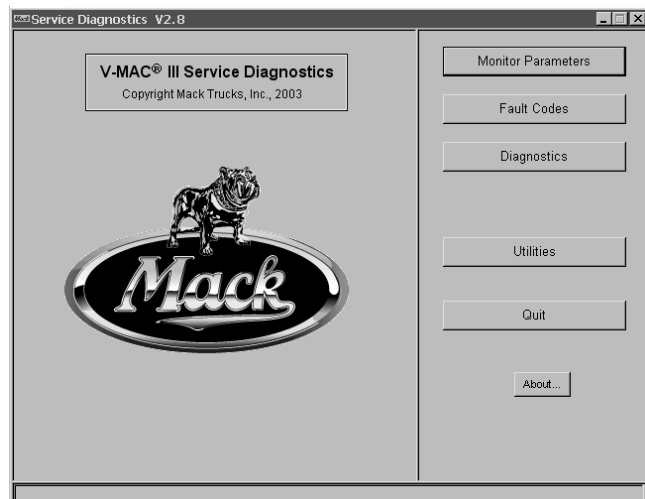 Mack Service Diagnostics V2.8
V-MAC® III Service Diagnostics
Copyright Mack Trucks, Inc., 2003
Mack
Monitor Parameters
Fault Codes
Diagnostics
Utilities
Quit
About...